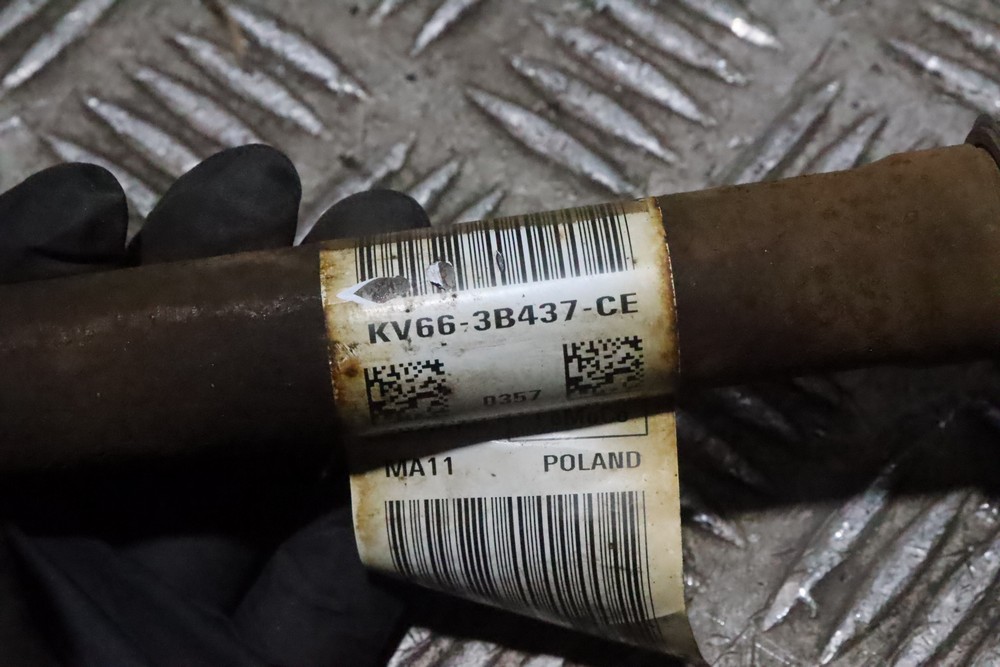 KV66-3B437-CE
0357
MA11 POLAND